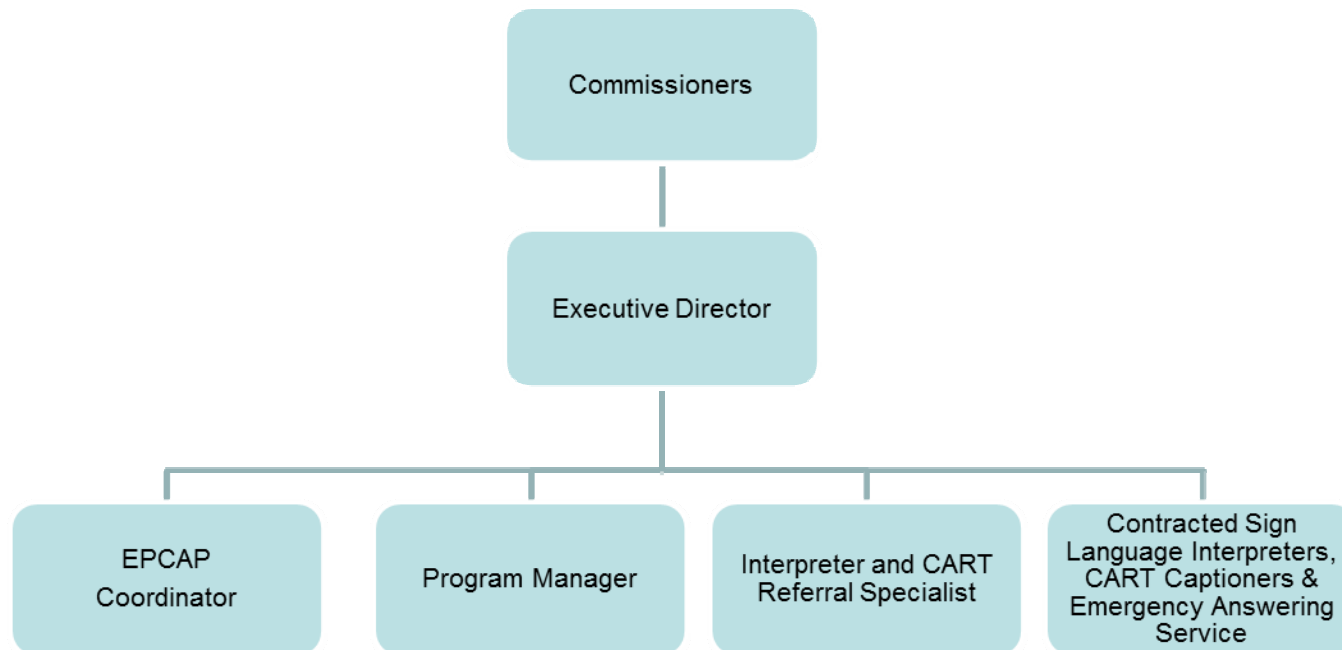 Commissioners
Executive Director
EPCAP
Coordinator
Program Manager
Interpreter and CART
Referral Specialist
Contracted Sign
Language Interpreters,
CART Captioners &
Emergency Answering
Service